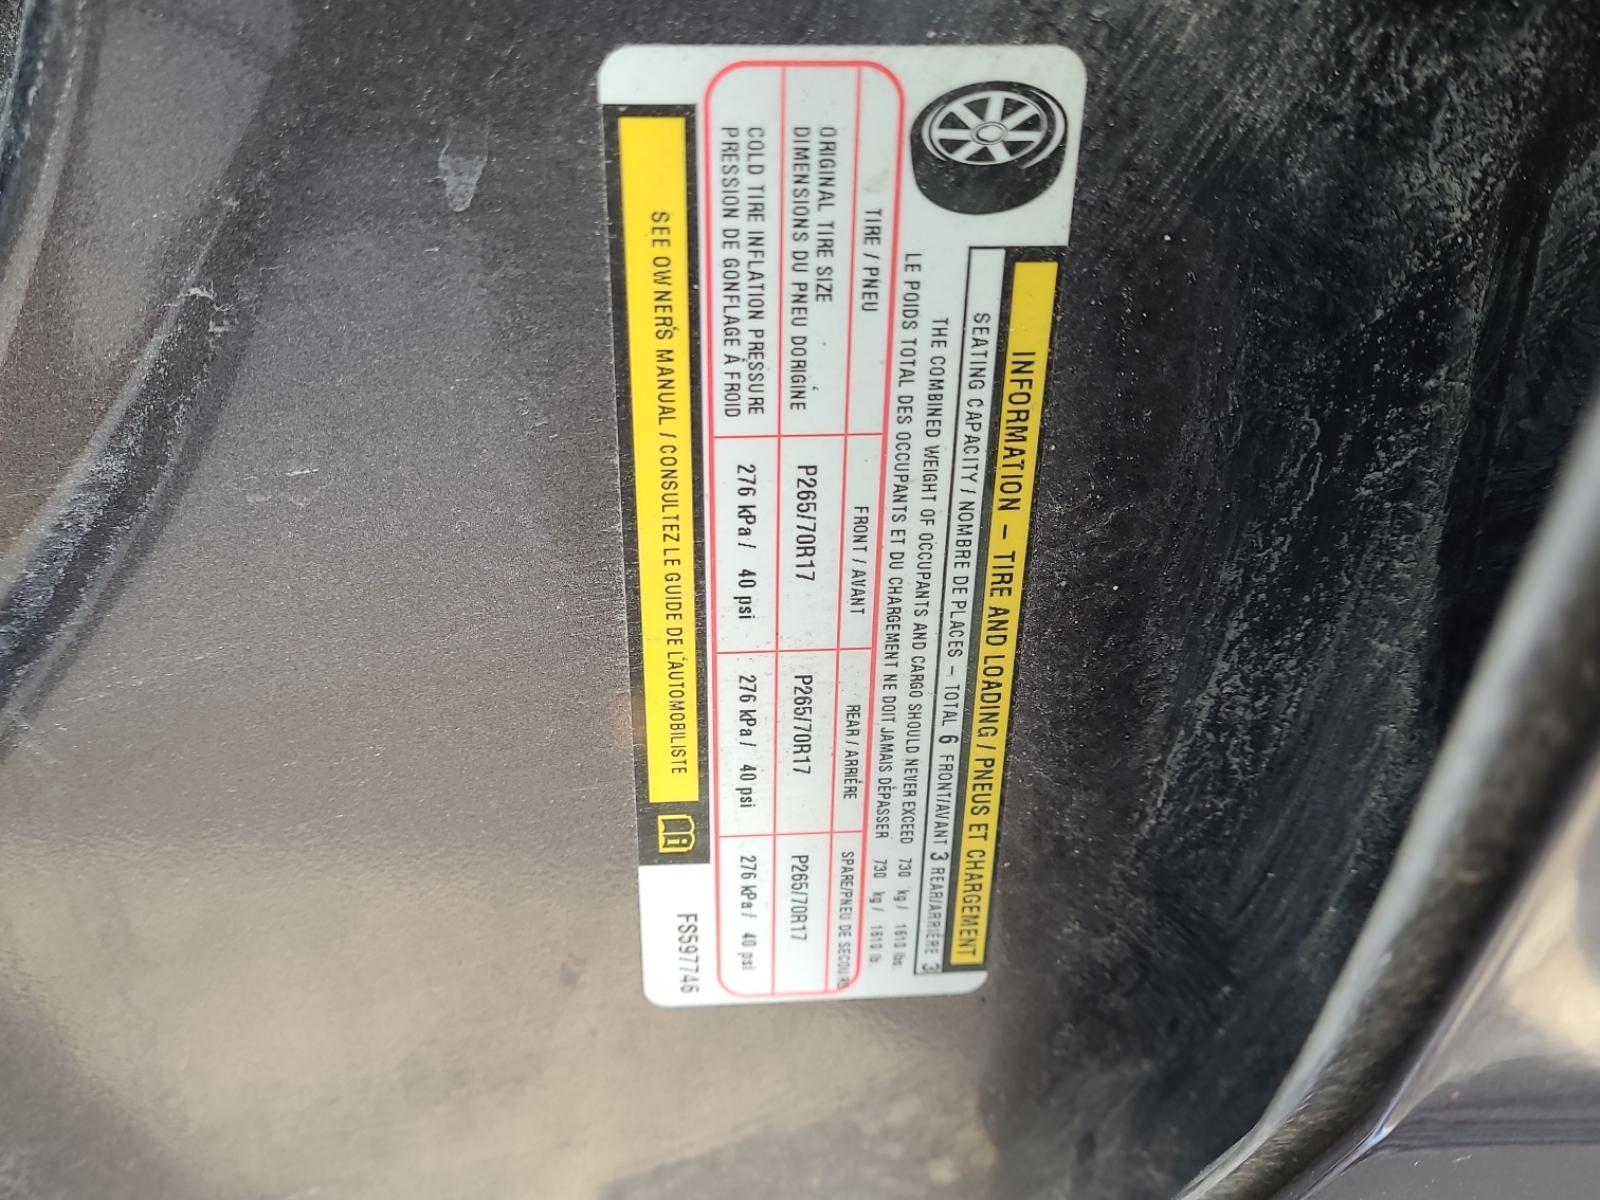 INFORMATION – TIRE AND LOADING / PNEUS ET CHARGEMENT
SEATING CAPACITY / NOMBRE DE PLACES – TOTAL 6 FRONT/AVANT 3 REAR/ARRIÈRE 3
THE COMBINED WEIGHT OF OCCUPANTS AND CARGO SHOULD NEVER EXCEED 730 kg / 1610 lbs.
LE POIDS TOTAL DES OCCUPANTS ET DU CHARGEMENT NE DOIT JAMAIS DÉPASSER 730 kg / 1610 lb.
TIRE / PNEU FRONT / AVANT REAR / ARRIÈRE SPARE/PNEU DE SECOURS
ORIGINAL TIRE SIZE
DIMENSIONS DU PNEU D'ORIGINE P265/70R17 P265/70R17 P265/70R17
COLD TIRE INFLATION PRESSURE
PRESSION DE GONFLAGE À FROID 276 kPa / 40 psi 276 kPa / 40 psi 276 kPa / 40 psi
SEE OWNER'S MANUAL / CONSULTEZ LE GUIDE DE L'AUTOMOBILISTE
FS597746